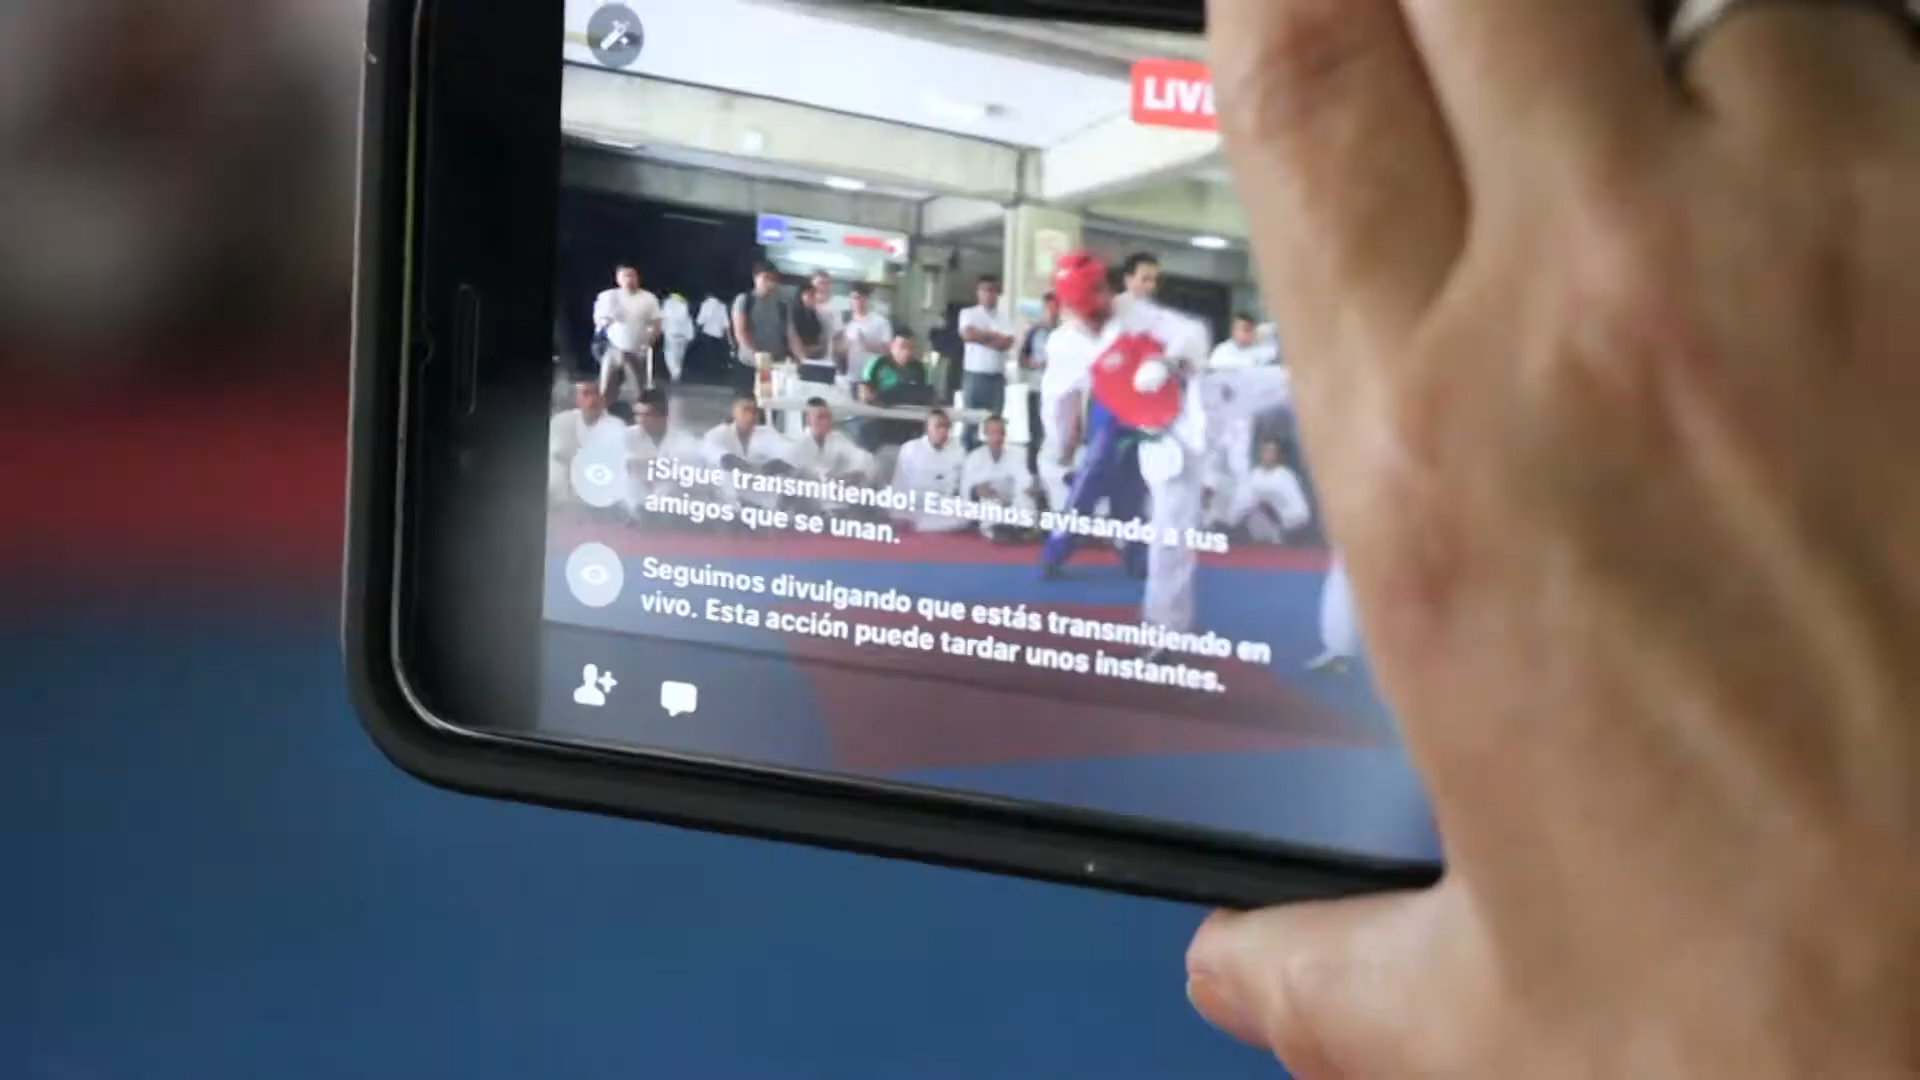 ¡Sigue transmitiendo! Estamos avisando a tus
amigos que se unan.
Seguimos divulgando que estás transmitiendo en
vivo. Esta acción puede tardar unos instantes.